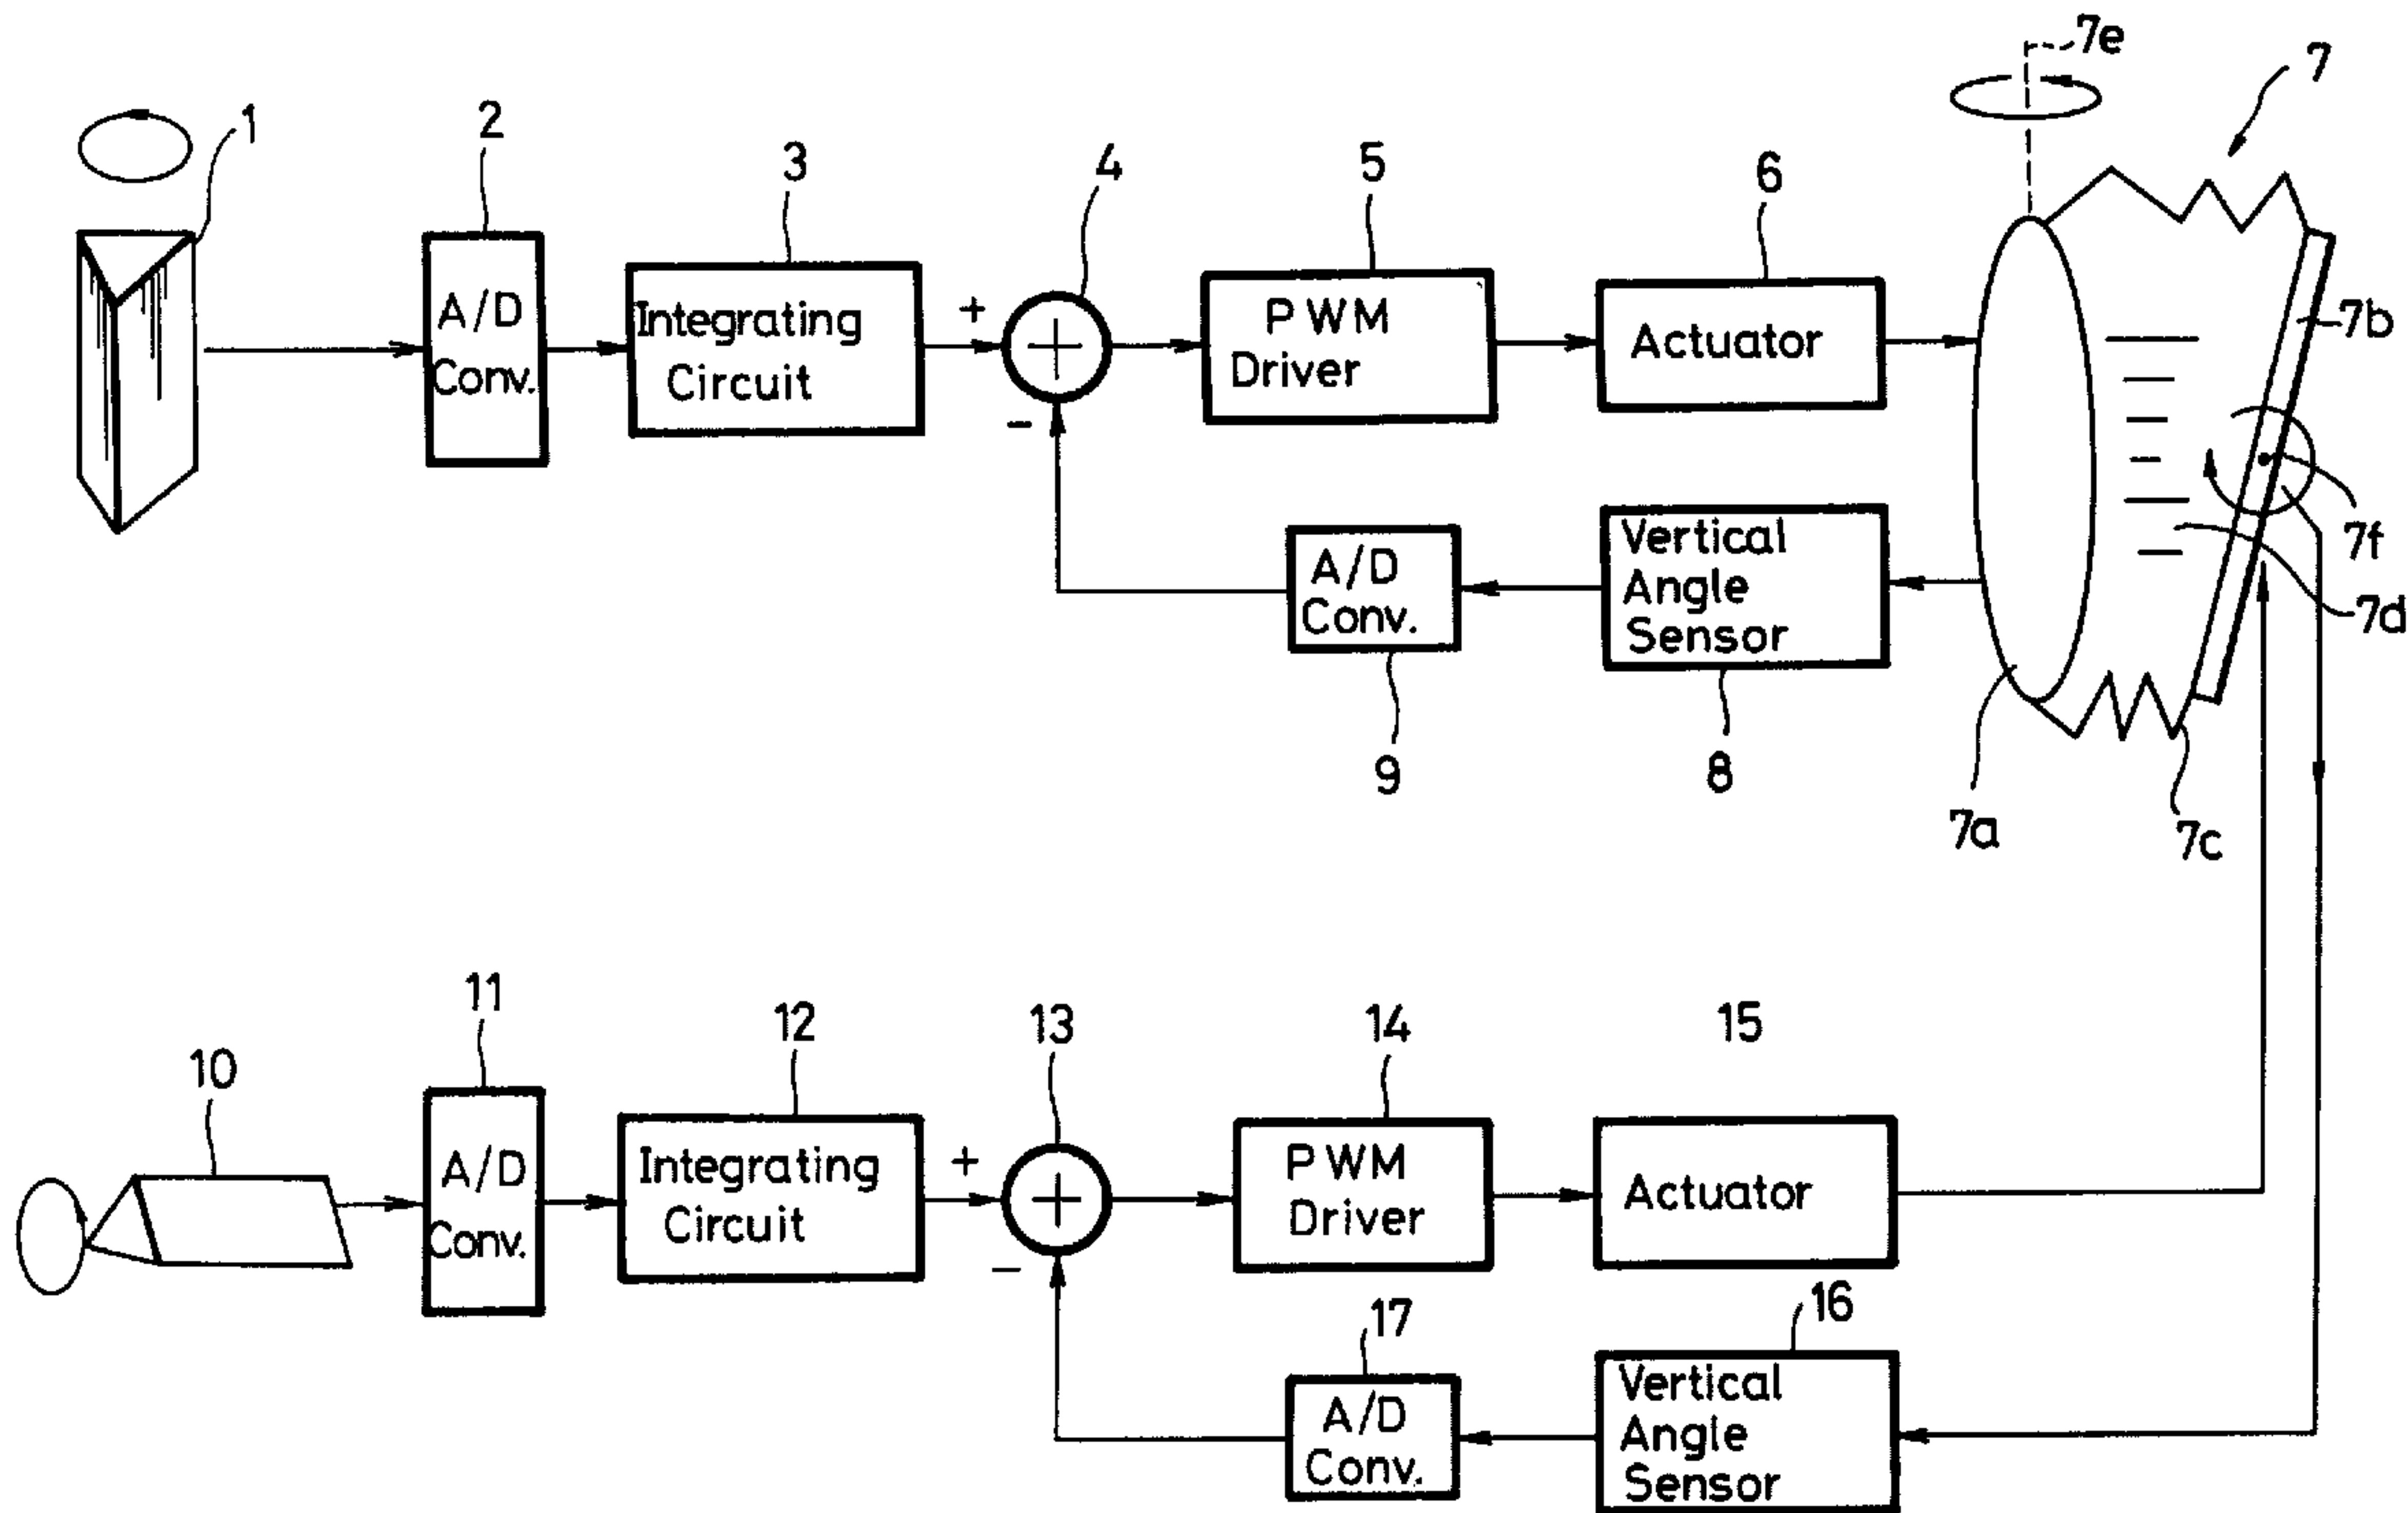 7e
7
1
2
3
4
5
6
A/D
Conv.
Integrating
Circuit
+
-
PWM
Driver
Actuator
7b
7f
7d
A/D
Conv.
Vertical
Angle
Sensor
9
8
7a
7c
10
11
12
13
14
15
A/D
Conv.
Integrating
Circuit
+
-
PWM
Driver
Actuator
17
16
A/D
Conv.
Vertical
Angle
Sensor